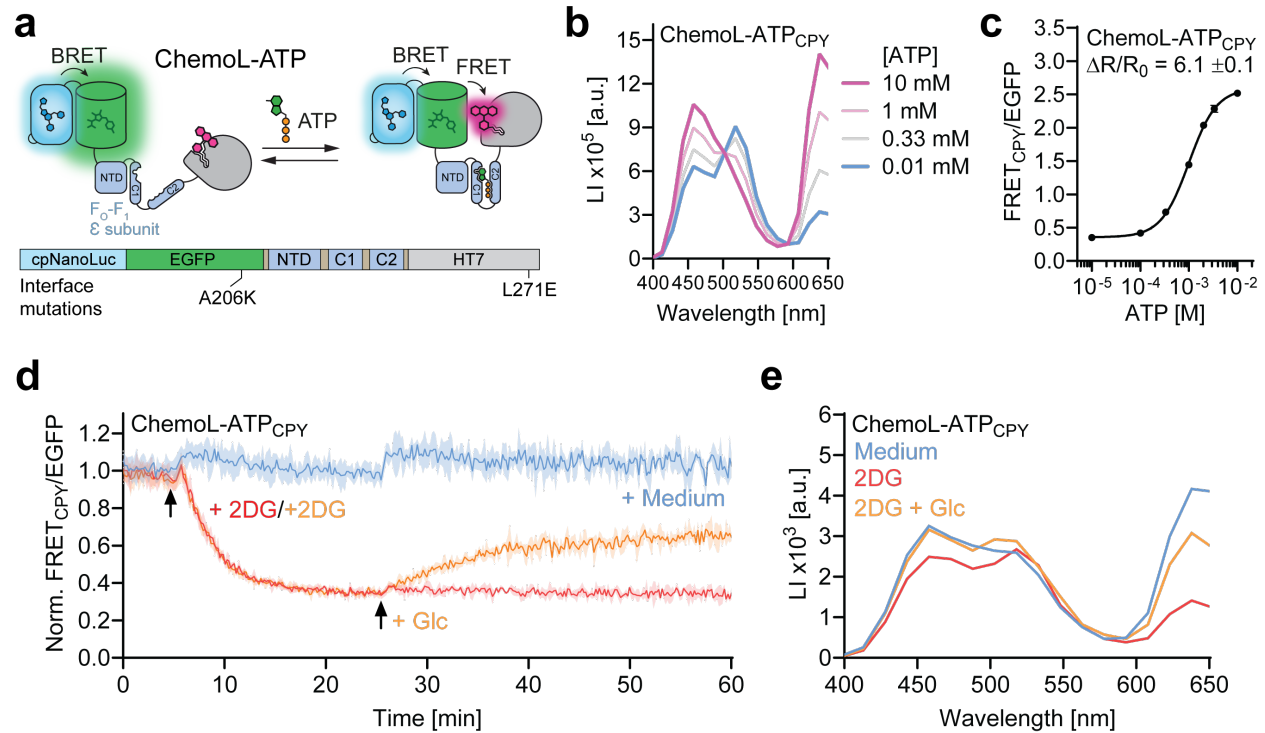 a
BRET
ChemoL-ATP
BRET
FRET
ATP
NTD
C1
C2
NTD
C1
C2
FO-F1
ε subunit
cpNanoLuc EGFP NTD C1 C2 HT7
Interface
mutations
A206K
L271E
b
ChemoL-ATPCPY
15
12
9
6
3
0
LI x10⁵ [a.u.]
400 450 500 550 600 650
Wavelength [nm]
[ATP]
10 mM
1 mM
0.33 mM
0.01 mM
c
ChemoL-ATPCPY
ΔR/R0 = 6.1 ±0.1
3.5
3.0
2.5
2.0
1.5
1.0
0.5
0.0
FRETCPY/EGFP
10⁻⁵ 10⁻⁴ 10⁻³ 10⁻²
ATP [M]
d
ChemoL-ATPCPY
1.2
1.0
0.8
0.6
0.4
0.2
0.0
Norm. FRETCPY/EGFP
+ 2DG/+2DG
+ Medium
+ Glc
0 10 20 30 40 50 60
Time [min]
e
ChemoL-ATPCPY
Medium
2DG
2DG + Glc
6
5
4
3
2
1
0
LI x10³ [a.u.]
400 450 500 550 600 650
Wavelength [nm]